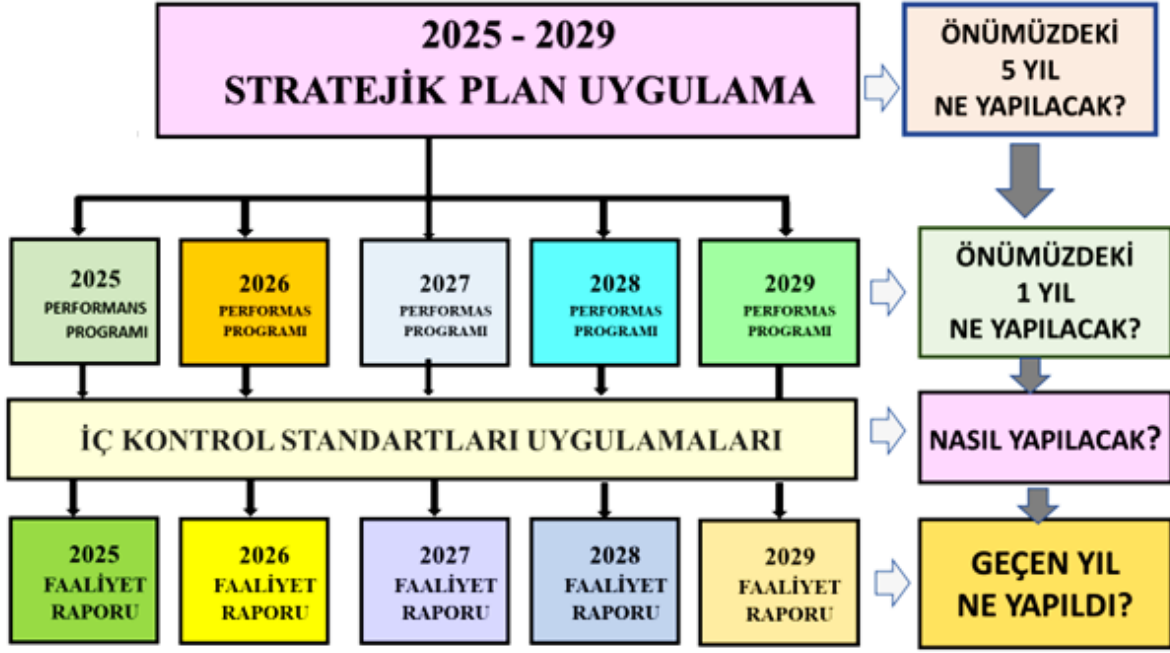 2025 - 2029
STRATEJİK PLAN UYGULAMA
ÖNÜMÜZDEKİ
5 YIL
NE YAPILACAK?
2025
PERFORMANS
PROGRAMI
2026
PERFORMAS
PROGRAMI
2027
PERFORMAS
PROGRAMI
2028
PERFORMAS
PROGRAMI
2029
PERFORMAS
PROGRAMI
ÖNÜMÜZDEKİ
1 YIL
NE YAPILACAK?
İÇ KONTROL STANDARTLARI UYGULAMALARI
NASIL YAPILACAK?
2025
FAALİYET
RAPORU
2026
FAALİYET
RAPORU
2027
FAALİYET
RAPORU
2028
FAALİYET
RAPORU
2029
FAALİYET
RAPORU
GEÇEN YIL
NE YAPILDI?